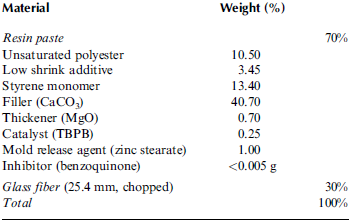 Material Weight (%)
Resin paste 70%
Unsaturated polyester 10.50
Low shrink additive 3.45
Styrene monomer 13.40
Filler (CaCO₃) 40.70
Thickener (MgO) 0.70
Catalyst (TBPB) 0.25
Mold release agent (zinc stearate) 1.00
Inhibitor (benzoquinone) <0.005 g
Glass fiber (25.4 mm, chopped) 30%
Total 100%